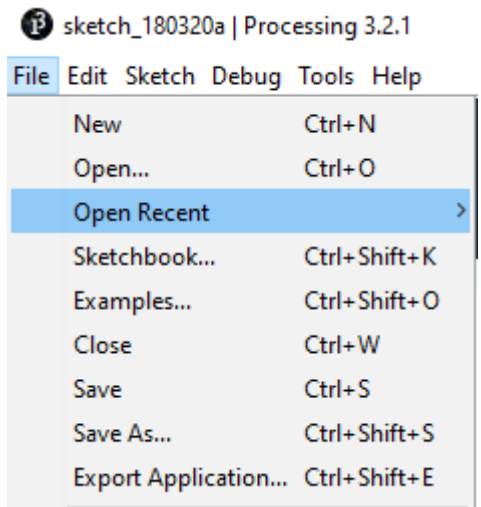 sketch_180320a | Processing 3.2.1
File Edit Sketch Debug Tools Help
New Ctrl+N
Open... Ctrl+O
Open Recent >
Sketchbook... Ctrl+Shift+K
Examples... Ctrl+Shift+O
Close Ctrl+W
Save Ctrl+S
Save As... Ctrl+Shift+S
Export Application... Ctrl+Shift+E